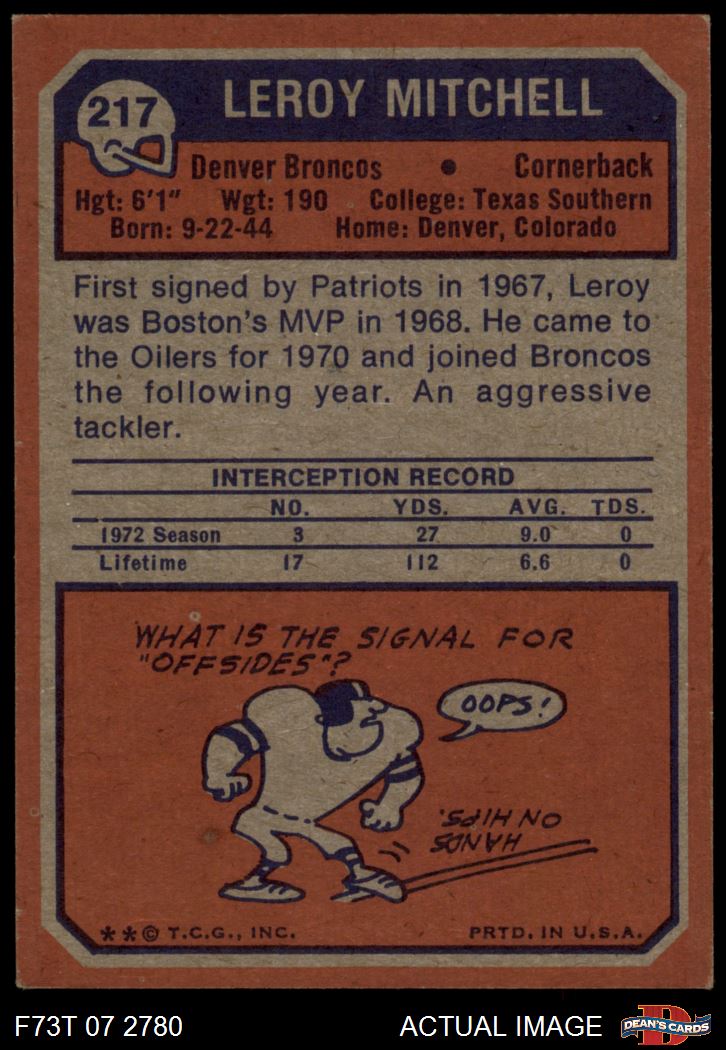 217
LEROY MITCHELL
Denver Broncos • Cornerback
Hgt: 6'1" Wgt: 190 College: Texas Southern
Born: 9-22-44 Home: Denver, Colorado
First signed by Patriots in 1967, Leroy
was Boston's MVP in 1968. He came to
the Oilers for 1970 and joined Broncos
the following year. An aggressive
tackler.
INTERCEPTION RECORD
NO. YDS. AVG. TDS.
1972 Season 3 27 9.0 0
Lifetime 17 112 6.6 0
WHAT IS THE SIGNAL FOR
"OFFSIDES"?
OOPS!
HANDS
ON HIPS.
**© T.C.G., INC. PRTD. IN U.S.A.
F73T 07 2780 ACTUAL IMAGE D DEAN'S CARDS